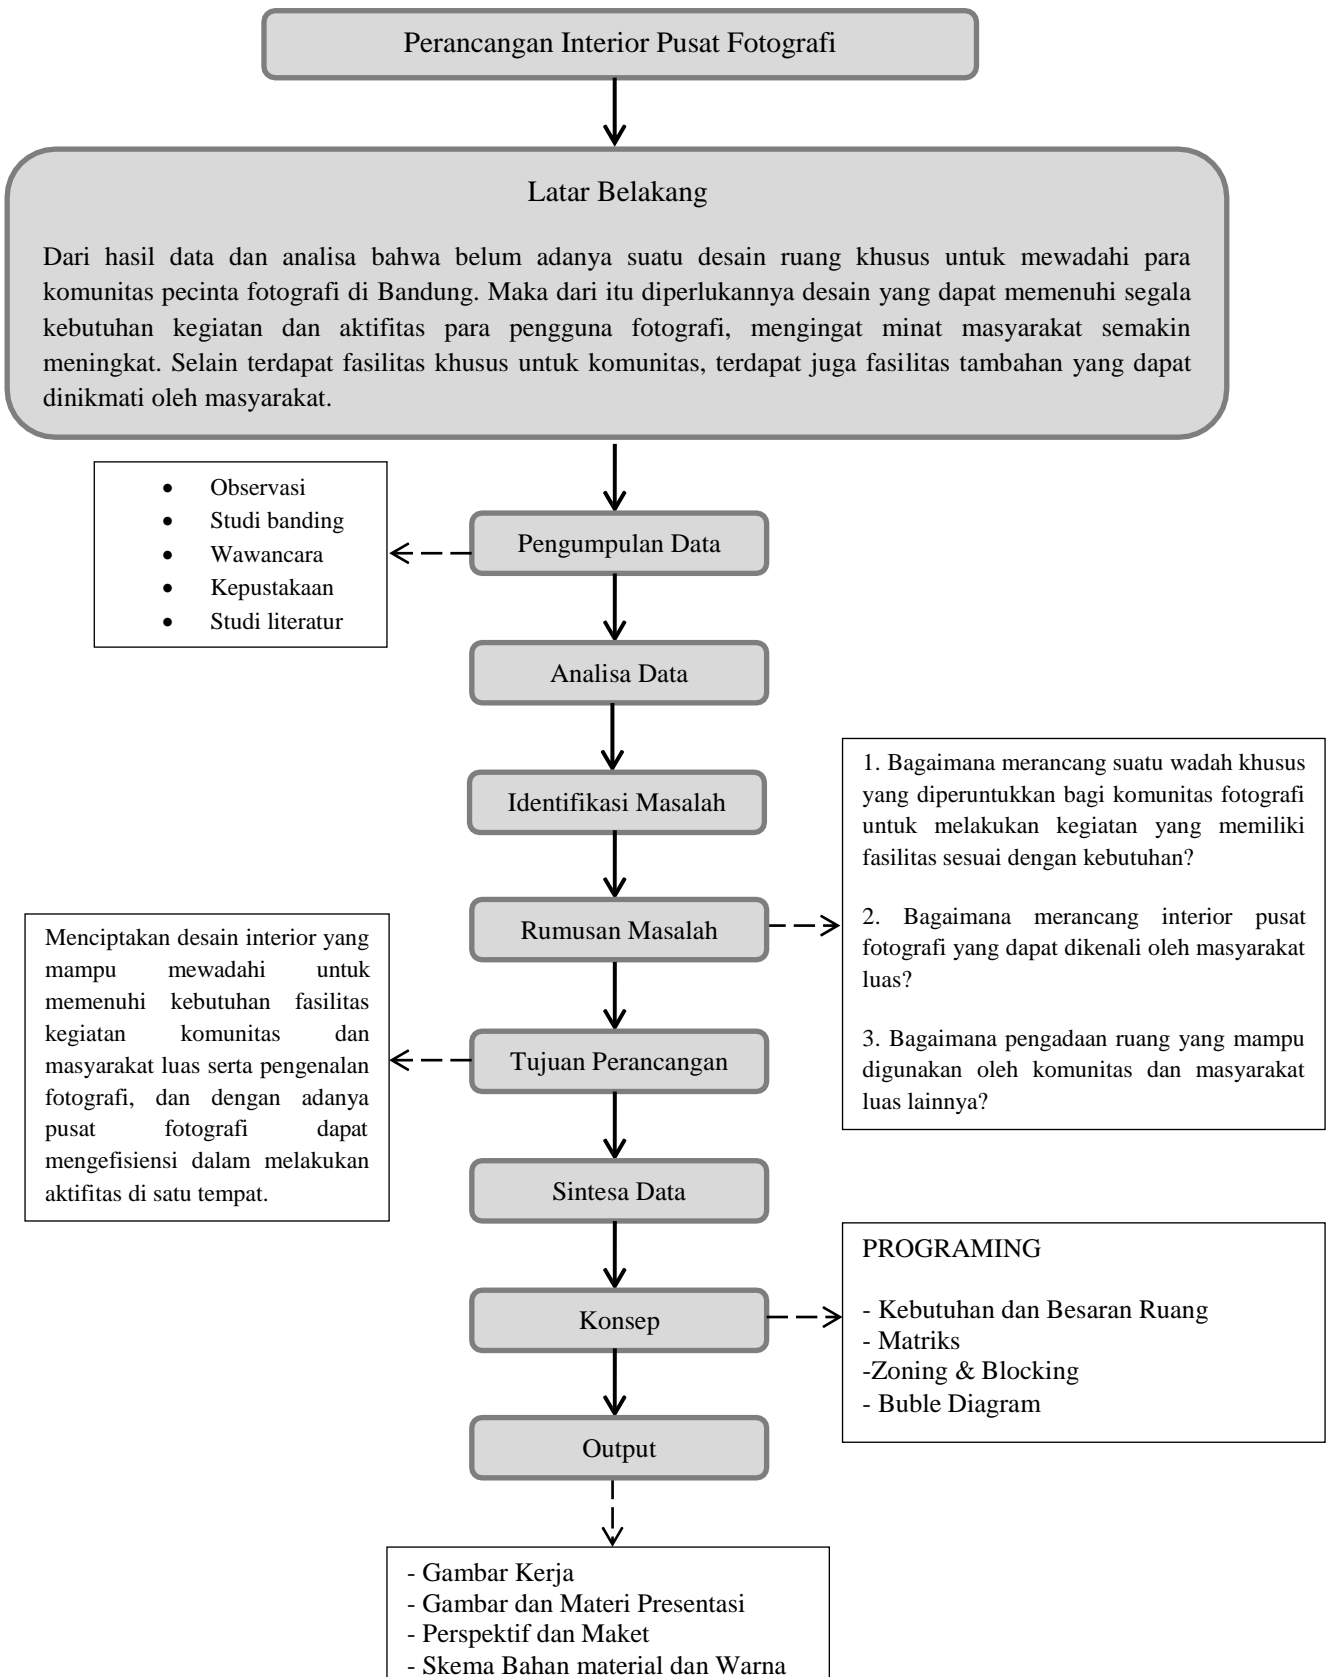 Perancangan Interior Pusat Fotografi
Latar Belakang
Dari hasil data dan analisa bahwa belum adanya suatu desain ruang khusus untuk mewadahi para
komunitas pecinta fotografi di Bandung. Maka dari itu diperlukannya desain yang dapat memenuhi segala
kebutuhan kegiatan dan aktifitas para pengguna fotografi, mengingat minat masyarakat semakin
meningkat. Selain terdapat fasilitas khusus untuk komunitas, terdapat juga fasilitas tambahan yang dapat
dinikmati oleh masyarakat.
• Observasi
• Studi banding
• Wawancara
• Kepustakaan
• Studi literatur
Pengumpulan Data
Analisa Data
Identifikasi Masalah
Rumusan Masalah
1. Bagaimana merancang suatu wadah khusus
yang diperuntukkan bagi komunitas fotografi
untuk melakukan kegiatan yang memiliki
fasilitas sesuai dengan kebutuhan?
2. Bagaimana merancang interior pusat
fotografi yang dapat dikenali oleh masyarakat
luas?
3. Bagaimana pengadaan ruang yang mampu
digunakan oleh komunitas dan masyarakat
luas lainnya?
Menciptakan desain interior yang
mampu mewadahi untuk
memenuhi kebutuhan fasilitas
kegiatan komunitas dan
masyarakat luas serta pengenalan
fotografi, dan dengan adanya
pusat fotografi dapat
mengefisiensi dalam melakukan
aktifitas di satu tempat.
Tujuan Perancangan
Sintesa Data
Konsep
PROGRAMING
- Kebutuhan dan Besaran Ruang
- Matriks
-Zoning & Blocking
- Buble Diagram
Output
- Gambar Kerja
- Gambar dan Materi Presentasi
- Perspektif dan Maket
- Skema Bahan material dan Warna